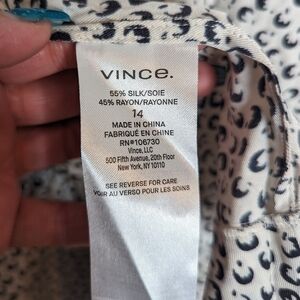 VINCE.
55% SILK/SOIE
45% RAYON/RAYONNE
14
MADE IN CHINA
FABRIQUÉ EN CHINE
RN#106730
Vince, LLC
500 Fifth Avenue, 20th Floor
New York, NY 10110
SEE REVERSE FOR CARE
VOIR AU VERSO POUR LES SOINS